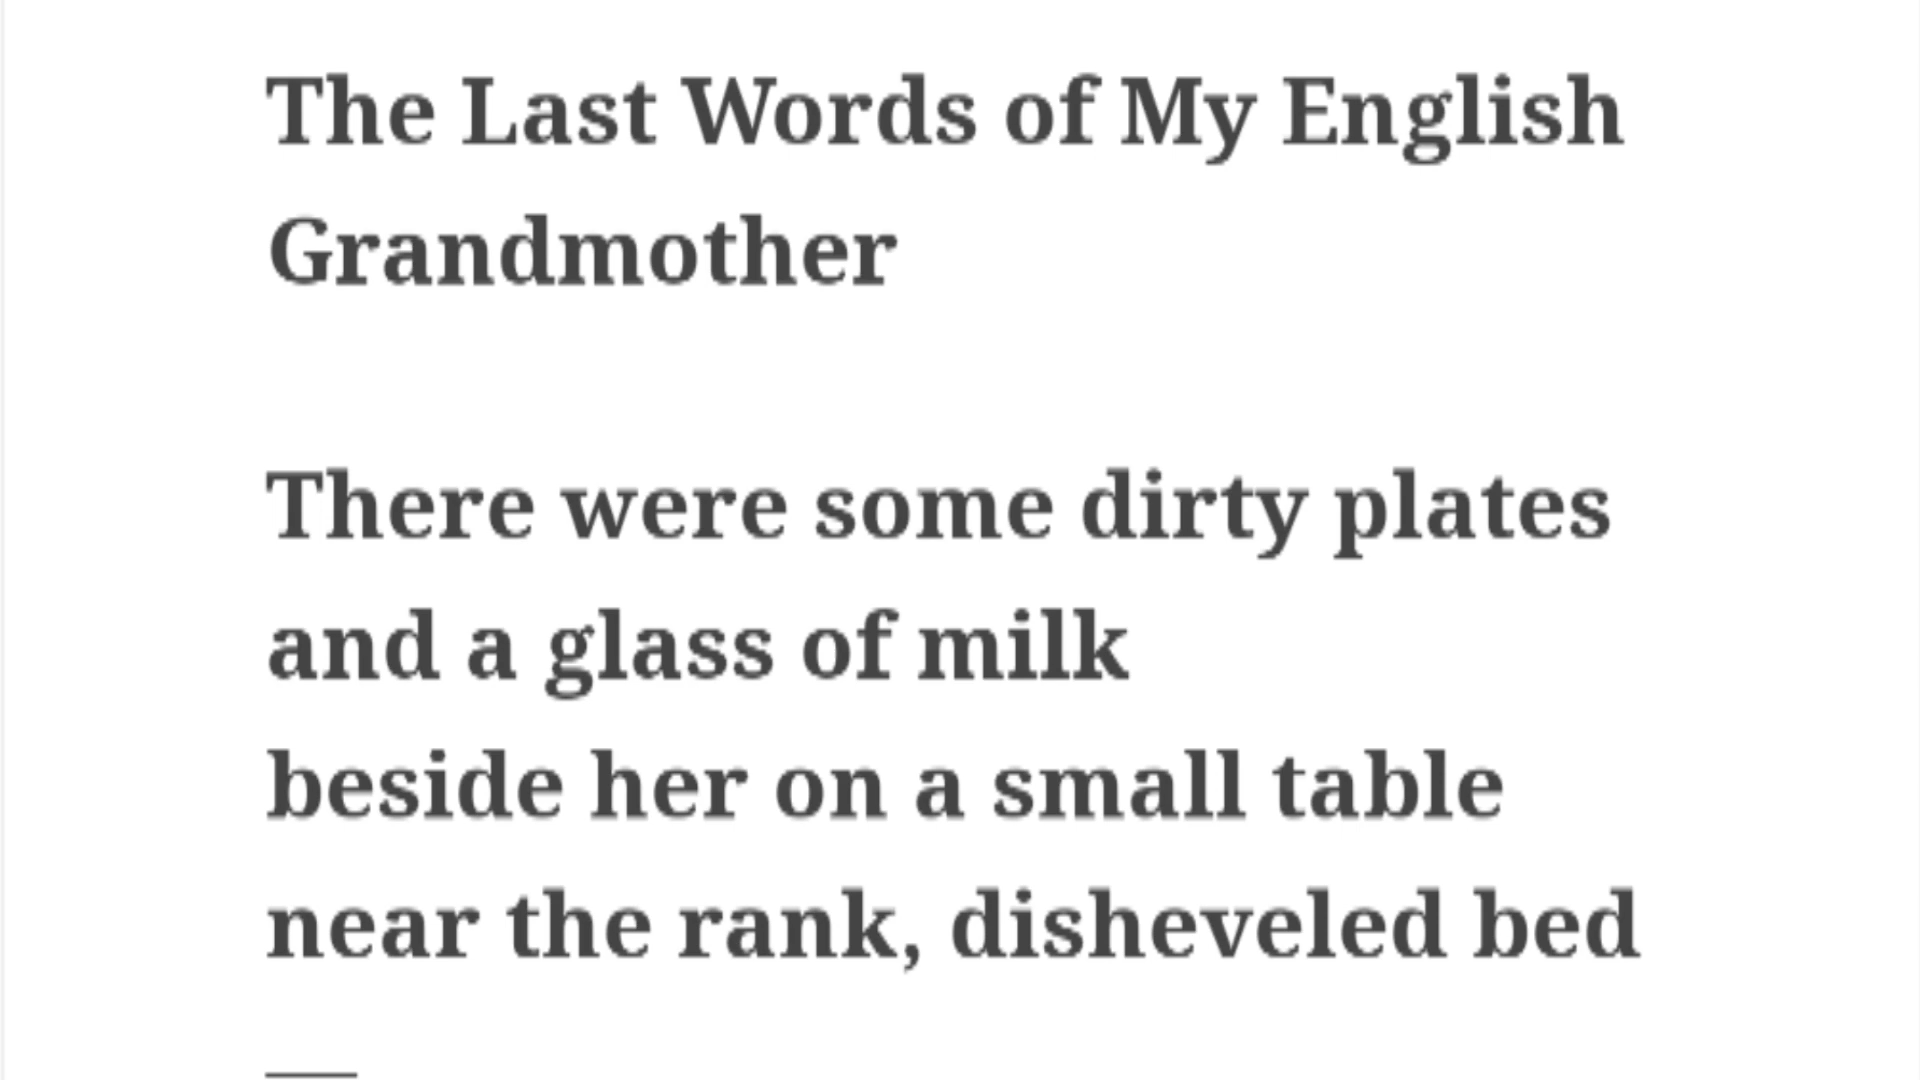 The Last Words of My English
Grandmother
There were some dirty plates
and a glass of milk
beside her on a small table
near the rank, disheveled bed
—